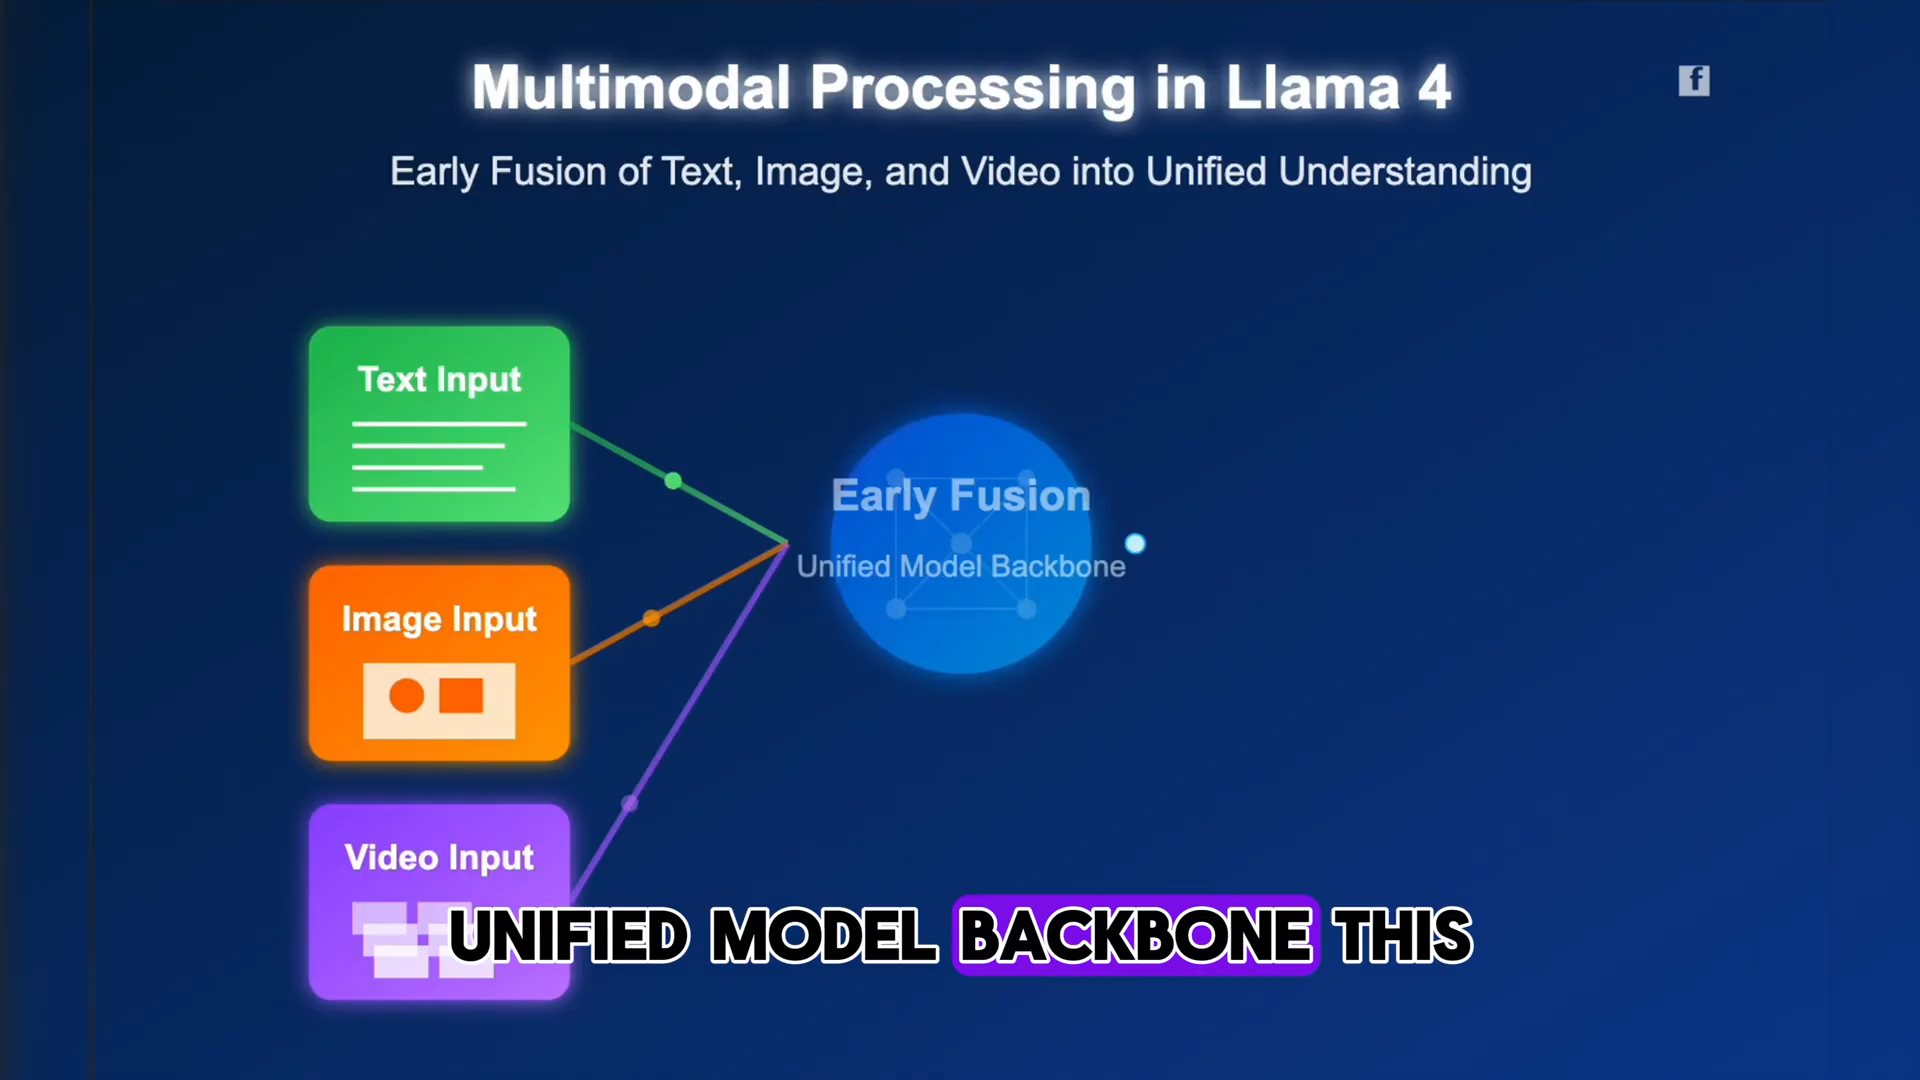 Multimodal Processing in Llama 4
f
Early Fusion of Text, Image, and Video into Unified Understanding
Text Input
Early Fusion
Unified Model Backbone
Image Input
Video Input
UNIFIED MODEL BACKBONE THIS